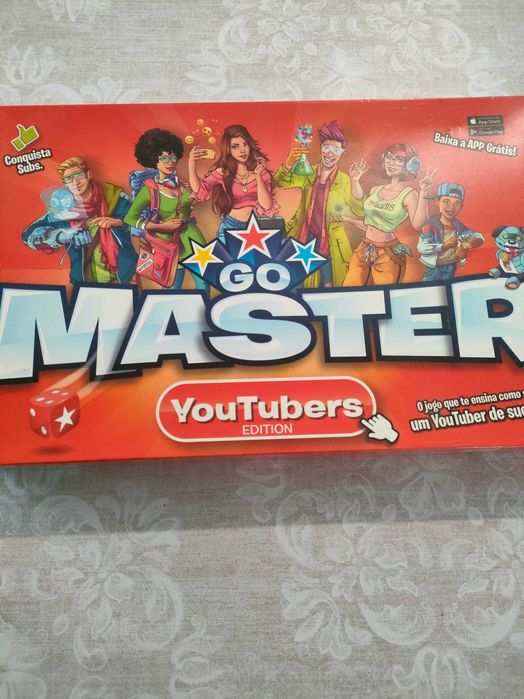 Conquista
Subs.
App Store
Google Play
Baixa a APP Grátis!
GO
MASTER
YouTubers
EDITION
O jogo que te ensina como
um YouTuber de